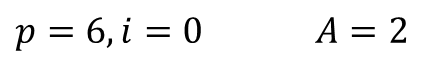 p = 6, i = 0 A = 2